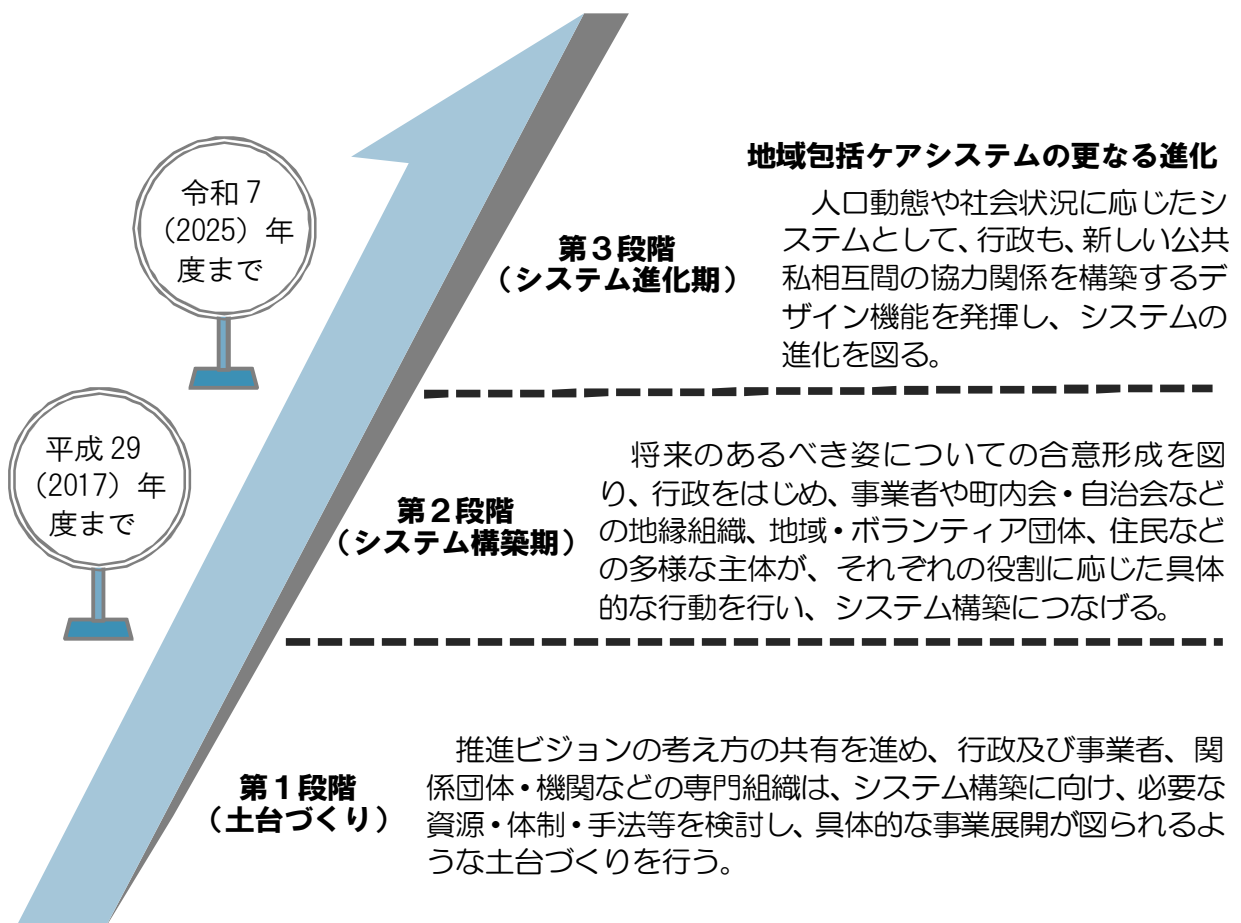 地域包括ケアシステムの更なる進化
令和７
（2025）年
度まで
第３段階
（システム進化期）
人口動態や社会状況に応じたシ
ステムとして、行政も、新しい公共
私相互間の協力関係を構築するデ
ザイン機能を発揮し、システムの
進化を図る。
平成29
（2017）年
度まで
第２段階
（システム構築期）
将来のあるべき姿についての合意形成を図
り、行政をはじめ、事業者や町内会・自治会など
の地縁組織、地域・ボランティア団体、住民など
の多様な主体が、それぞれの役割に応じた具体
的な行動を行い、システム構築につなげる。
第１段階
（土台づくり）
推進ビジョンの考え方の共有を進め、行政及び事業者、関
係団体・機関などの専門組織は、システム構築に向け、必要な
資源・体制・手法等を検討し、具体的な事業展開が図られるよ
うな土台づくりを行う。